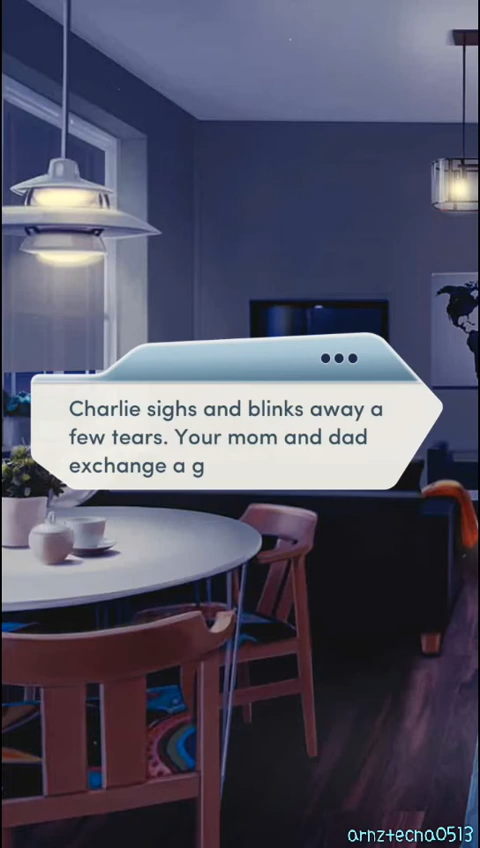 Charlie sighs and blinks away a
few tears. Your mom and dad
exchange a g
arnztecna0513